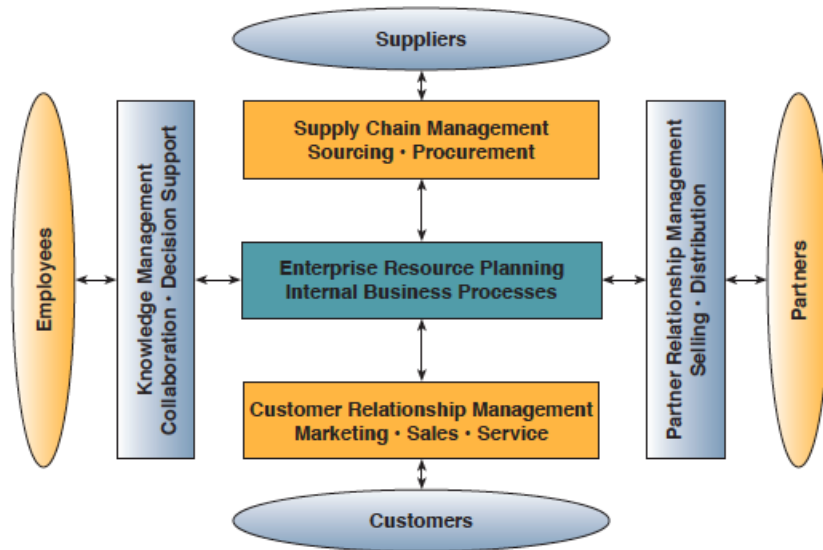 Suppliers
Supply Chain Management
Sourcing • Procurement
Employees
Knowledge Management
Collaboration • Decision Support
Enterprise Resource Planning
Internal Business Processes
Partner Relationship Management
Selling • Distribution
Partners
Customer Relationship Management
Marketing • Sales • Service
Customers